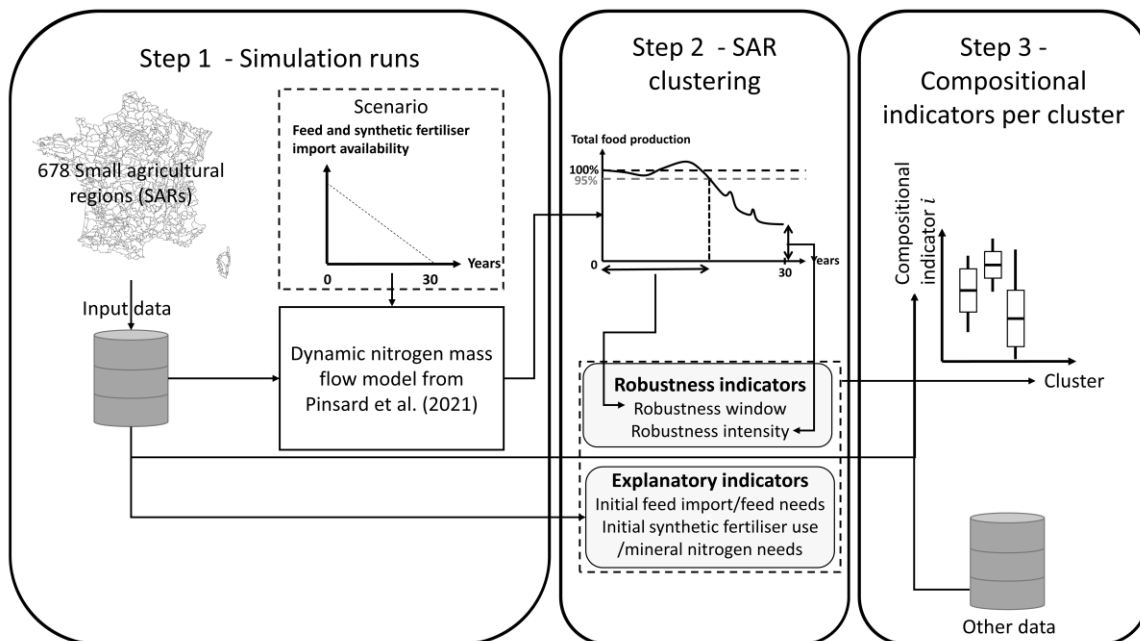 Step 1 - Simulation runs
678 Small agricultural
regions (SARs)
Input data
Scenario
Feed and synthetic fertiliser
import availability
0
30
Years
Dynamic nitrogen mass
flow model from
Pinsard et al. (2021)
Step 2 - SAR
clustering
Total food production
100%
95%
0
30
Years
Robustness indicators
Robustness window
Robustness intensity
Explanatory indicators
Initial feed import/feed needs
Initial synthetic fertiliser use
/mineral nitrogen needs
Step 3 -
Compositional
indicators per cluster
Compositional
indicator i
Cluster
Other data